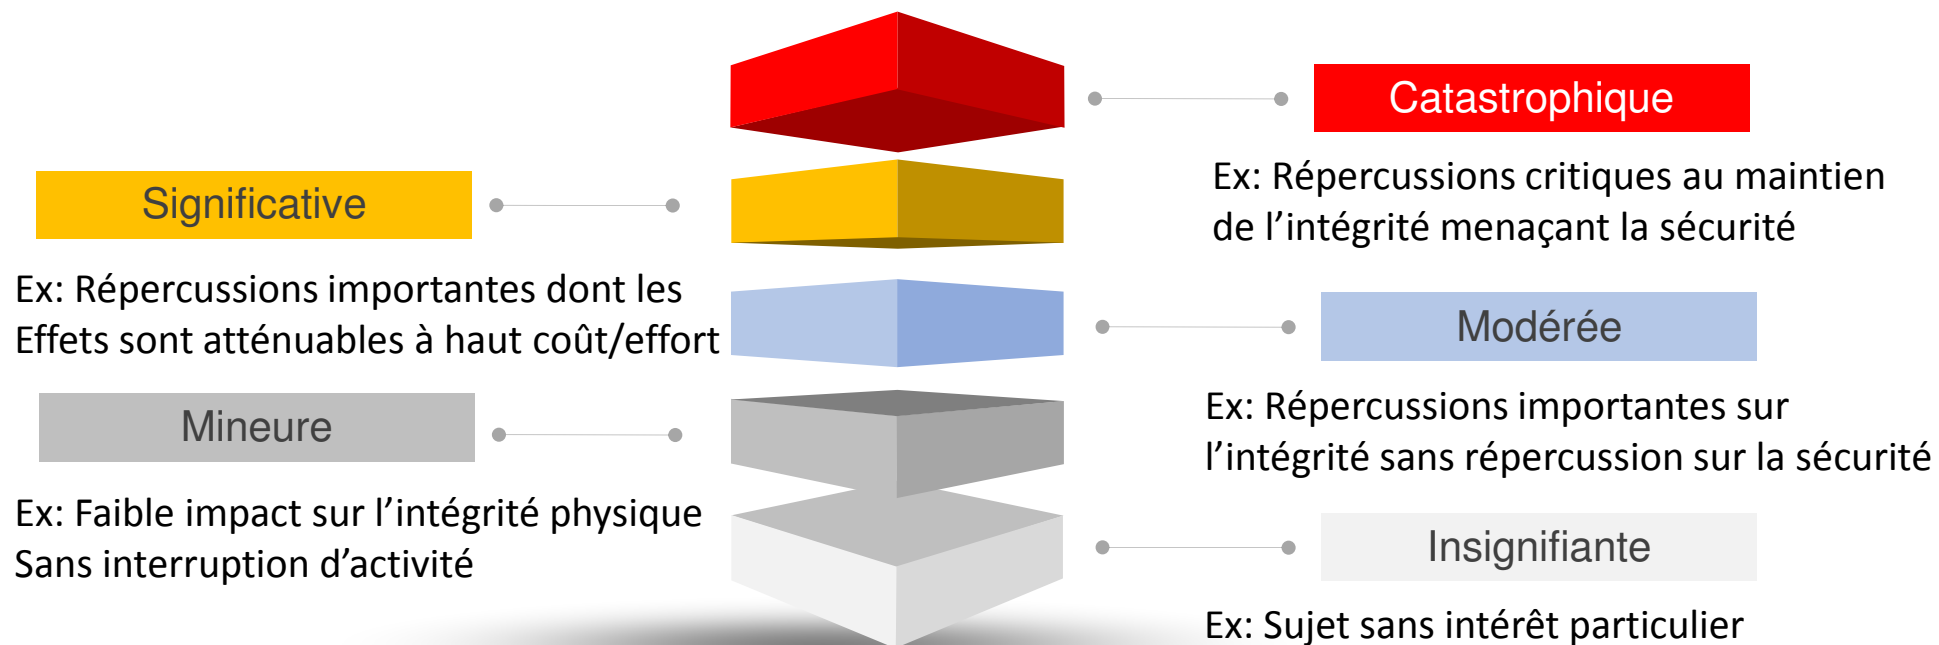 Catastrophique
Ex: Répercussions critiques au maintien
de l’intégrité menaçant la sécurité
Significative
Ex: Répercussions importantes dont les
Effets sont atténuables à haut coût/effort
Modérée
Ex: Répercussions importantes sur
l’intégrité sans répercussion sur la sécurité
Mineure
Ex: Faible impact sur l’intégrité physique
Sans interruption d’activité
Insignifiante
Ex: Sujet sans intérêt particulier